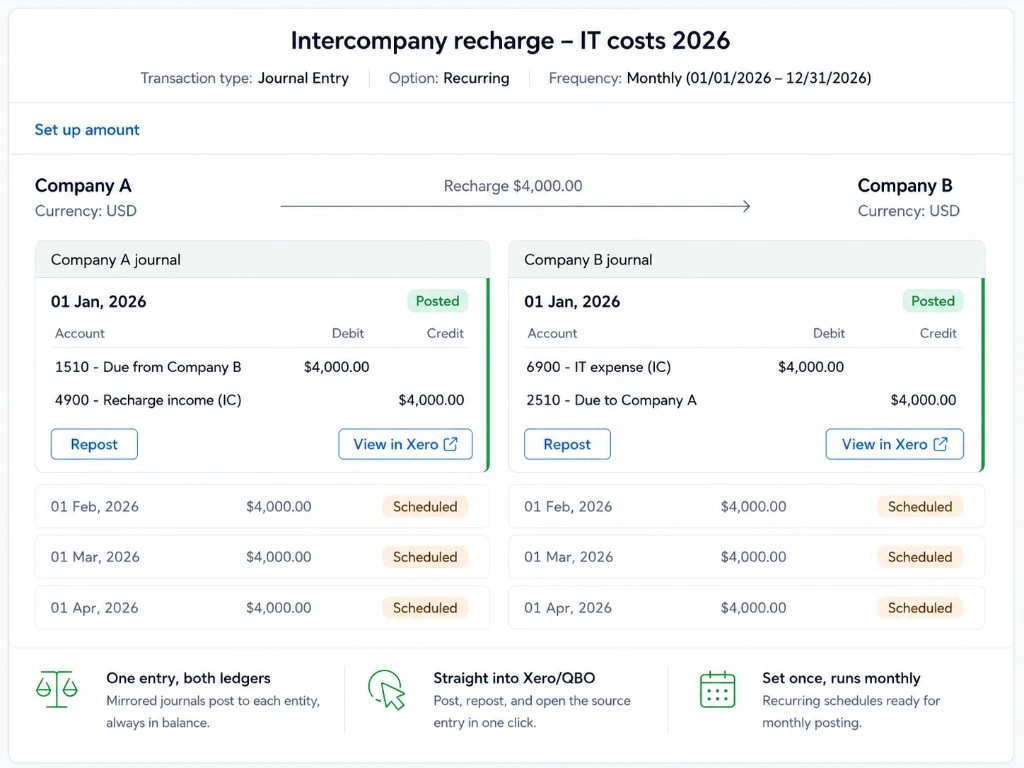 Intercompany recharge – IT costs 2026
Transaction type: Journal Entry Option: Recurring Frequency: Monthly (01/01/2026 – 12/31/2026)
Set up amount
Company A
Currency: USD
Recharge $4,000.00
Company B
Currency: USD
Company A journal
01 Jan, 2026 Posted
Account Debit Credit
1510 - Due from Company B $4,000.00
4900 - Recharge income (IC) $4,000.00
Repost View in Xero
01 Feb, 2026 $4,000.00 Scheduled
01 Mar, 2026 $4,000.00 Scheduled
01 Apr, 2026 $4,000.00 Scheduled
Company B journal
01 Jan, 2026 Posted
Account Debit Credit
6900 - IT expense (IC) $4,000.00
2510 - Due to Company A $4,000.00
Repost View in Xero
01 Feb, 2026 $4,000.00 Scheduled
01 Mar, 2026 $4,000.00 Scheduled
01 Apr, 2026 $4,000.00 Scheduled
One entry, both ledgers
Mirrored journals post to each entity,
always in balance.
Straight into Xero/QBO
Post, repost, and open the source
entry in one click.
Set once, runs monthly
Recurring schedules ready for
monthly posting.